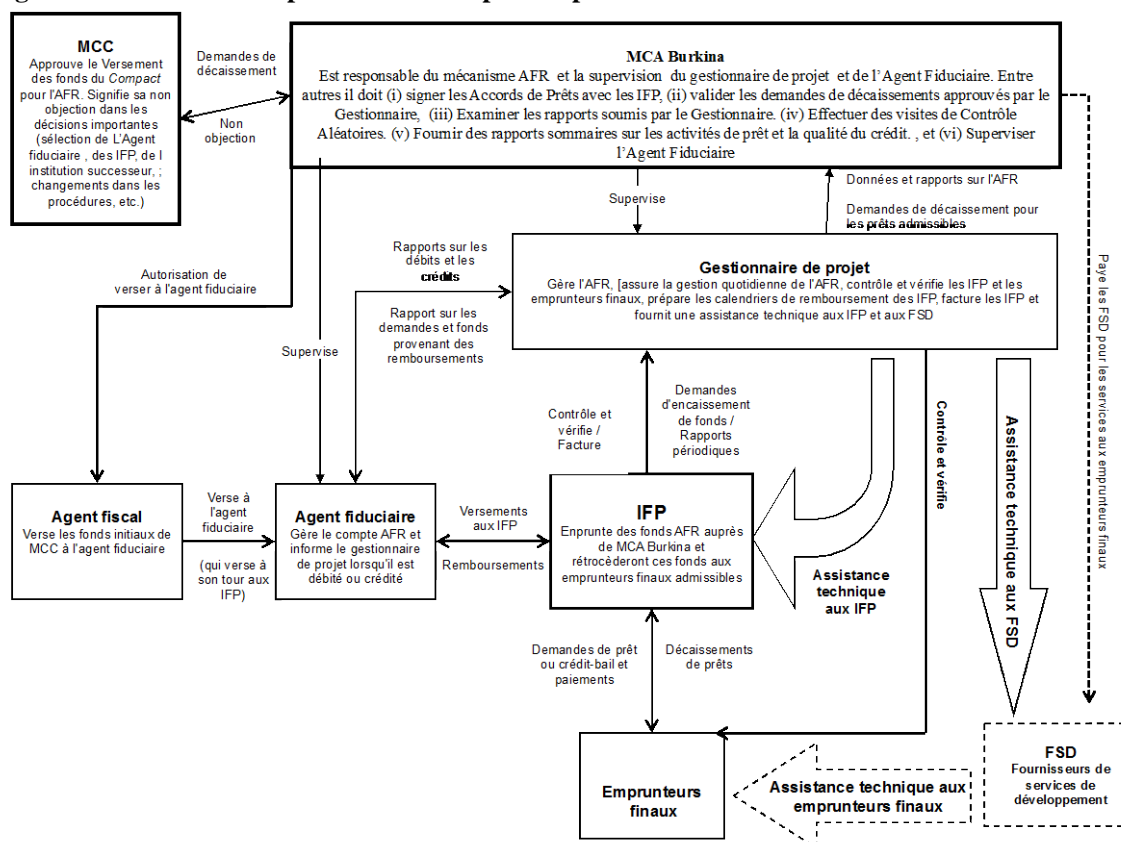 MCC
Approuve le Versement
des fonds du Compact
pour l'AFR. Signifie sa non
objection dans les
décisions importantes
(sélection de L'Agent
fiduciaire , des IFP, de l
institution successeur, ;
changements dans les
procédures, etc.)
Demandes de
décaissement
Non
objection
MCA Burkina
Est responsable du mécanisme AFR et la supervision du gestionnaire de projet et de l'Agent Fiduciaire. Entre
autres il doit (i) signer les Accords de Prêts avec les IFP, (ii) valider les demandes de décaissements approuvés par le
Gestionnaire, (iii) Examiner les rapports soumis par le Gestionnaire. (iv) Effectuer des visites de Contrôle
Aléatoires. (v) Fournir des rapports sommaires sur les activités de prêt et la qualité du crédit. , et (vi) Superviser
l'Agent Fiduciaire
Supervise
Données et rapports sur l'AFR
Demandes de décaissement pour
les prêts admissibles
Paye les FSD pour les services aux emprunteurs finaux
Autorisation de
verser à l'agent fiduciaire
Supervise
Rapports sur les
débits et les
crédits
Rapport sur les
demandes et fonds
provenant des
remboursements
Gestionnaire de projet
Gère l'AFR, [assure la gestion quotidienne de l'AFR, contrôle et vérifie les IFP et les
emprunteurs finaux, prépare les calendriers de remboursement des IFP, facture les IFP et
fournit une assistance technique aux IFP et aux FSD
Contrôle et
vérifie /
Facture
Demandes
d'encaissement
de fonds /
Rapports
périodiques
Contrôle et vérifie
Assistance technique aux FSD
Agent fiscal
Verse les fonds initiaux de
MCC à l'agent fiduciaire
Verse à
l'agent
fiduciaire
(qui verse à
son tour aux
IFP)
Agent fiduciaire
Gère le compte AFR et
informe le gestionnaire
de projet lorsqu'il est
débité ou crédité
Versements
aux IFP
Remboursements
IFP
Enprunte des fonds AFR auprès
de MCA Burkina et
rétrocèderont ces fonds aux
emprunteurs finaux admissibles
Assistance
technique
aux IFP
Demandes de prêt
ou crédit-bail et
paiements
Décaissements
de prêts
Emprunteurs
finaux
Assistance technique aux
emprunteurs finaux
FSD
Fournisseurs de
services de
développement